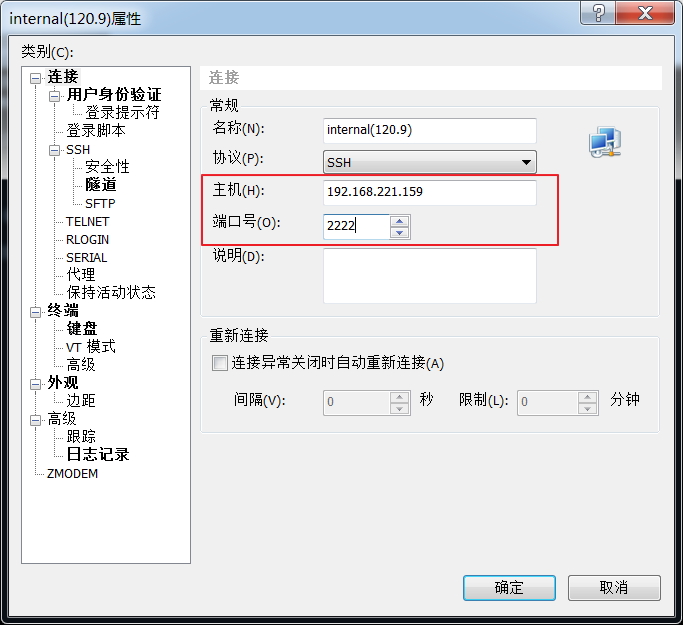 internal(120.9)属性
类别(C):
连接
用户身份验证
登录提示符
登录脚本
SSH
安全性
隧道
SFTP
TELNET
RLOGIN
SERIAL
代理
保持活动状态
终端
键盘
VT 模式
高级
外观
边距
高级
跟踪
日志记录
ZMODEM
连接
常规
名称(N): internal(120.9)
协议(P): SSH
主机(H): 192.168.221.159
端口号(O): 2222
说明(D):
重新连接
连接异常关闭时自动重新连接(A)
间隔(V): 0 秒 限制(L): 0 分钟
确定 取消